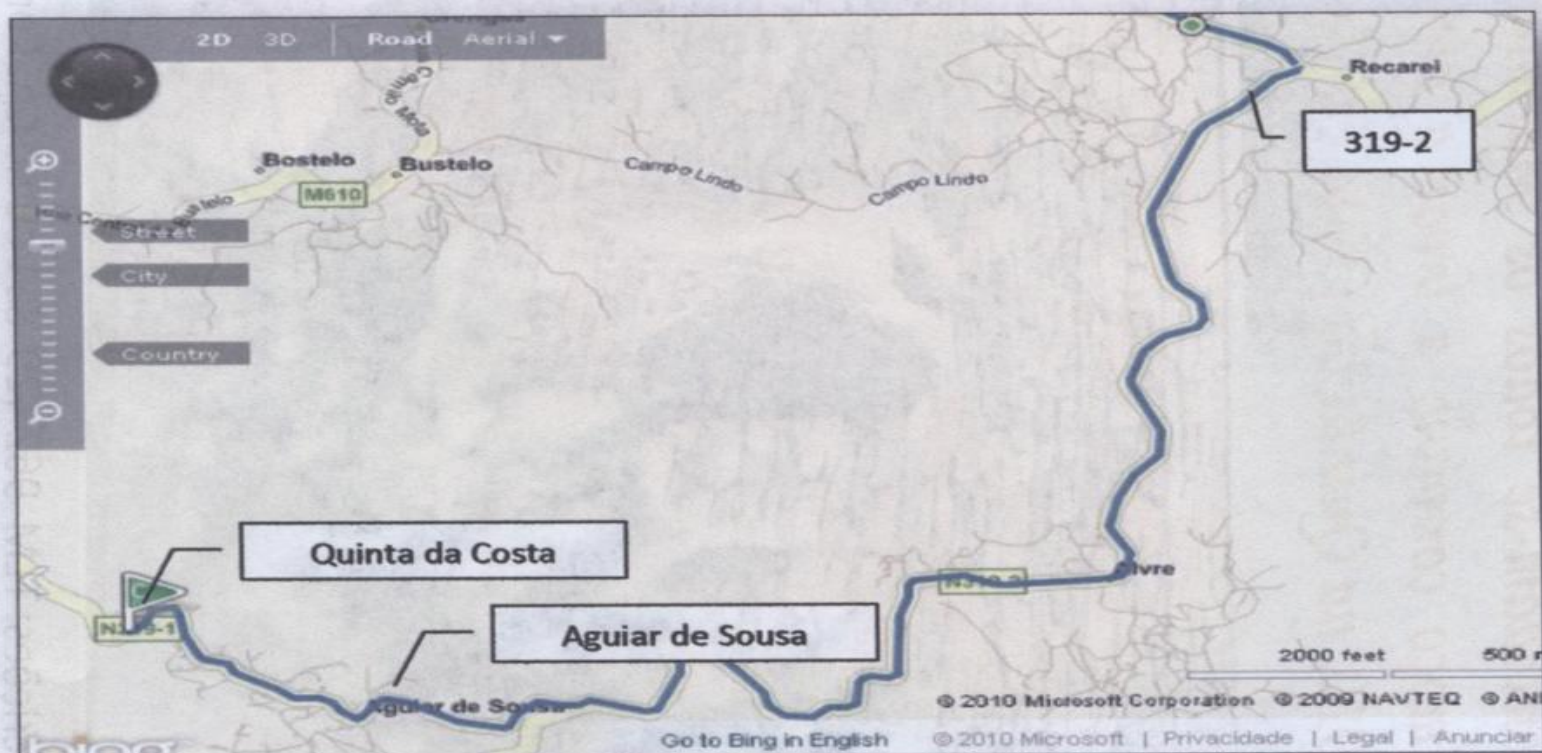 2D 3D Road Aerial
Recarei
319-2
Mota
Bostelo
Bustelo
Campo Lindo
Campo Lindo
M610
Street
City
Country
Quinta da Costa
Aguiar de Sousa
Aguiar de Sousa
2000 feet
© 2010 Microsoft Corporation © 2009 NAVTEQ
Go to Bing in English © 2010 Microsoft | Privacidade | Legal | Anunciar
bing